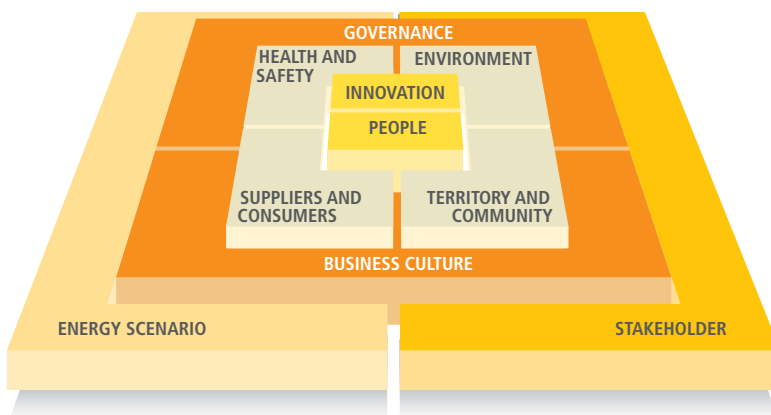 GOVERNANCE
HEALTH AND
SAFETY
ENVIRONMENT
INNOVATION
PEOPLE
SUPPLIERS AND
CONSUMERS
TERRITORY AND
COMMUNITY
BUSINESS CULTURE
ENERGY SCENARIO
STAKEHOLDER